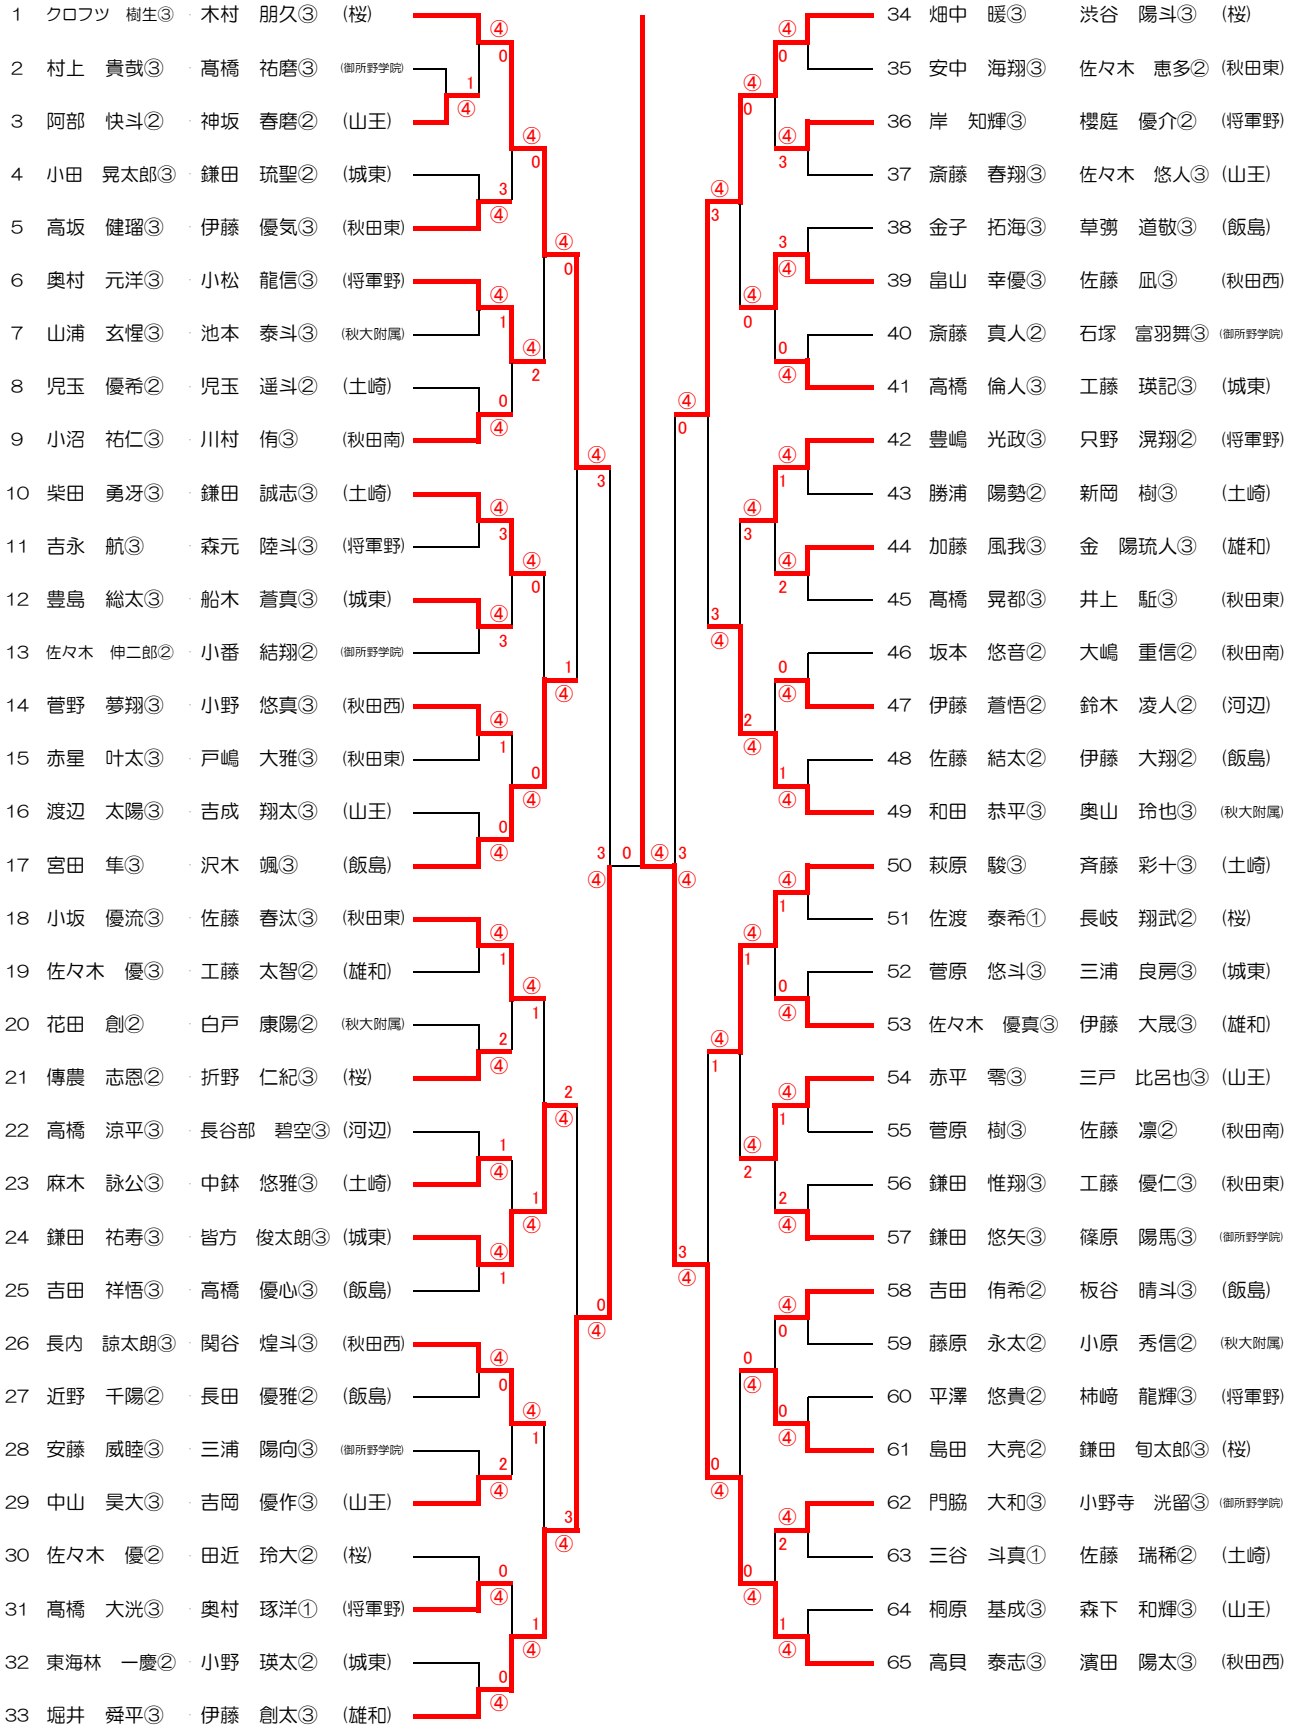 1 クロフツ 樹生③ 木村 朋久③ (桜)
2 村上 貴哉③ 髙橋 祐磨③ (御所野学院)
3 阿部 快斗② 神坂 春磨② (山王)
4 小田 晃太郎③ 鎌田 琉聖② (城東)
5 高坂 健瑠③ 伊藤 優気③ (秋田東)
6 奥村 元洋③ 小松 龍信③ (将軍野)
7 山浦 玄惺③ 池本 泰斗③ (秋大附属)
8 児玉 優希② 児玉 遥斗② (土崎)
9 小沼 祐仁③ 川村 侑③ (秋田南)
10 柴田 勇冴③ 鎌田 誠志③ (土崎)
11 吉永 航③ 森元 陸斗③ (将軍野)
12 豊島 総太③ 船木 蒼真③ (城東)
13 佐々木 伸二郎② 小番 結翔② (御所野学院)
14 菅野 夢翔③ 小野 悠真③ (秋田西)
15 赤星 叶太③ 戸嶋 大雅③ (秋田東)
16 渡辺 太陽③ 吉成 翔太③ (山王)
17 宮田 隼③ 沢木 颯③ (飯島)
18 小坂 優流③ 佐藤 春汰③ (秋田東)
19 佐々木 優③ 工藤 太智② (雄和)
20 花田 創② 白戸 康陽② (秋大附属)
21 傳農 志恩② 折野 仁紀③ (桜)
22 高橋 涼平③ 長谷部 碧空③ (河辺)
23 麻木 詠公③ 中鉢 悠雅③ (土崎)
24 鎌田 祐寿③ 皆方 俊太朗③ (城東)
25 吉田 祥悟③ 高橋 優心③ (飯島)
26 長内 諒太朗③ 関谷 煌斗③ (秋田西)
27 近野 千陽② 長田 優雅② (飯島)
28 安藤 威睦③ 三浦 陽向③ (御所野学院)
29 中山 昊大③ 吉岡 優作③ (山王)
30 佐々木 優② 田近 玲大② (桜)
31 髙橋 大洸③ 奥村 琢洋① (将軍野)
32 東海林 一慶② 小野 瑛太② (城東)
33 堀井 舜平③ 伊藤 創太③ (雄和)
34 畑中 暖③ 渋谷 陽斗③ (桜)
35 安中 海翔③ 佐々木 恵多② (秋田東)
36 岸 知輝③ 櫻庭 優介② (将軍野)
37 斎藤 春翔③ 佐々木 悠人③ (山王)
38 金子 拓海③ 草彅 道敬③ (飯島)
39 畠山 幸優③ 佐藤 凪③ (秋田西)
40 斎藤 真人② 石塚 富羽舞③ (御所野学院)
41 高橋 倫人③ 工藤 瑛記③ (城東)
42 豊嶋 光政③ 只野 滉翔② (将軍野)
43 勝浦 陽勢② 新岡 樹③ (土崎)
44 加藤 風我③ 金 陽琉人③ (雄和)
45 髙橋 晃都③ 井上 駈③ (秋田東)
46 坂本 悠音② 大嶋 重信② (秋田南)
47 伊藤 蒼悟② 鈴木 凌人② (河辺)
48 佐藤 結太② 伊藤 大翔② (飯島)
49 和田 恭平③ 奥山 玲也③ (秋大附属)
50 萩原 駿③ 斉藤 彩十③ (土崎)
51 佐渡 泰希① 長岐 翔武② (桜)
52 菅原 悠斗③ 三浦 良房③ (城東)
53 佐々木 優真③ 伊藤 大晟③ (雄和)
54 赤平 零③ 三戸 比呂也③ (山王)
55 菅原 樹③ 佐藤 凛② (秋田南)
56 鎌田 惟翔③ 工藤 優仁③ (秋田東)
57 鎌田 悠矢③ 篠原 陽馬③ (御所野学院)
58 吉田 侑希② 板谷 晴斗③ (飯島)
59 藤原 永太② 小原 秀信② (秋大附属)
60 平澤 悠貴② 柿﨑 龍輝③ (将軍野)
61 島田 大亮② 鎌田 旬太郎③ (桜)
62 門脇 大和③ 小野寺 洸留③ (御所野学院)
63 三谷 斗真① 佐藤 瑞稀② (土崎)
64 桐原 基成③ 森下 和輝③ (山王)
65 高貝 泰志③ 濱田 陽太③ (秋田西)